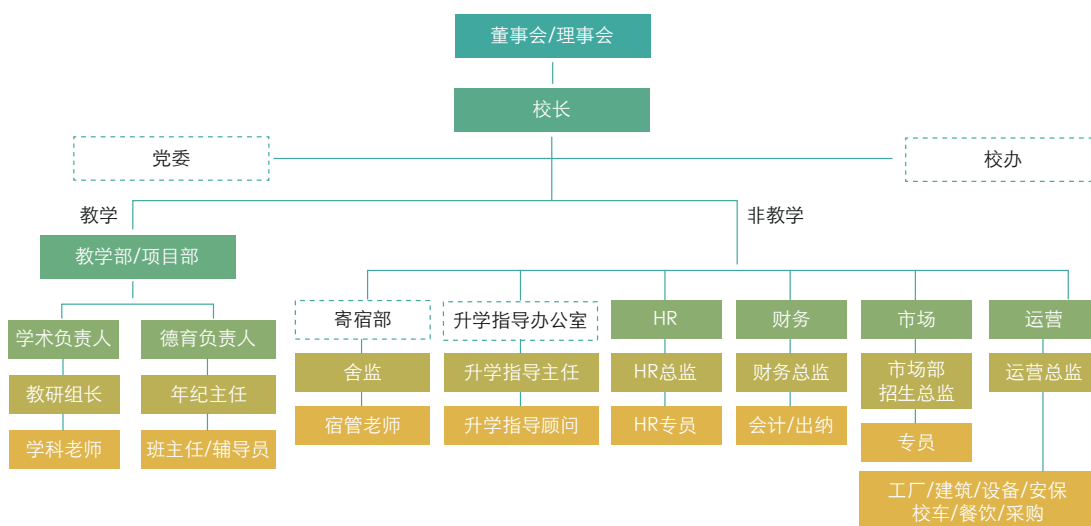 董事会/理事会
校长
党委
校办
教学
非教学
教学部/项目部
寄宿部
升学指导办公室
HR
财务
市场
运营
学术负责人
德育负责人
舍监
升学指导主任
HR总监
财务总监
市场部
招生总监
运营总监
教研组长
年纪主任
宿管老师
升学指导顾问
HR专员
会计/出纳
专员
学科老师
班主任/辅导员
工厂/建筑/设备/安保
校车/餐饮/采购